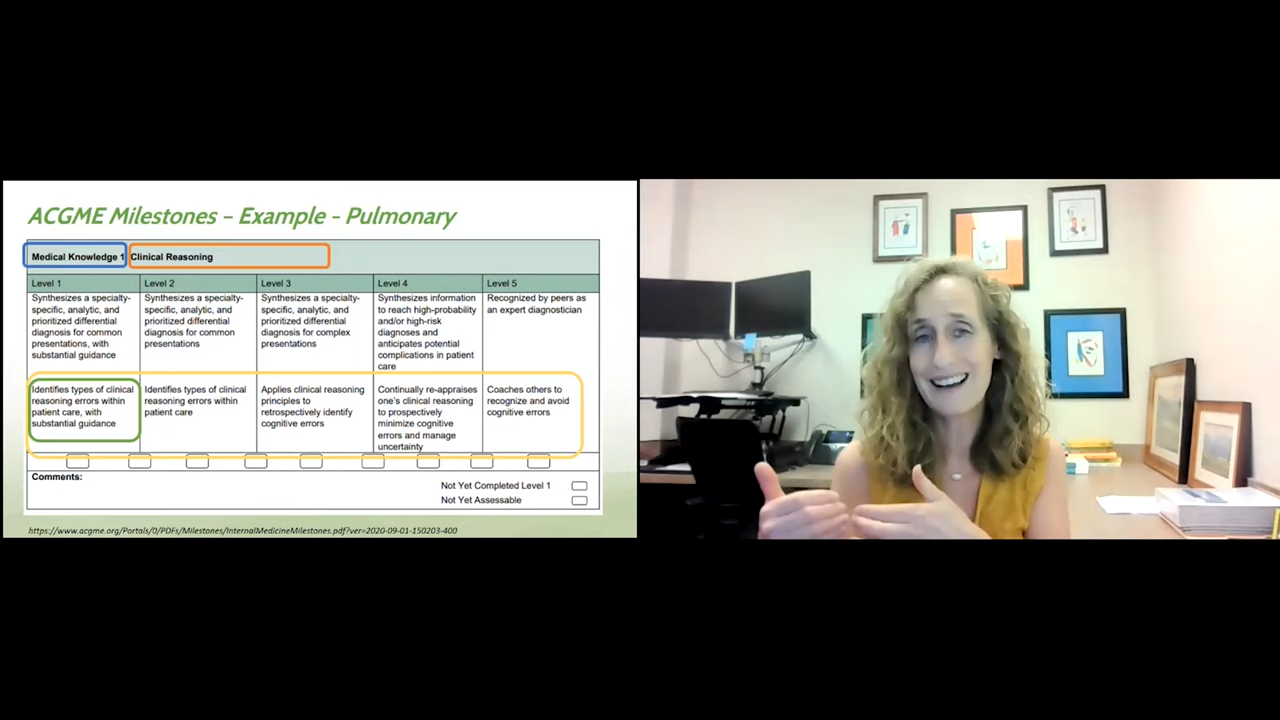 ACGME Milestones – Example - Pulmonary
Medical Knowledge 1 Clinical Reasoning
Level 1
Level 2
Level 3
Level 4
Level 5
Synthesizes a specialty-
specific, analytic, and
prioritized differential
diagnosis for common
presentations, with
substantial guidance
Synthesizes a specialty-
specific, analytic, and
prioritized differential
diagnosis for common
presentations
Synthesizes a specialty-
specific, analytic, and
prioritized differential
diagnosis for complex
presentations
Synthesizes information
to reach high-probability
and/or high-risk
diagnoses and
anticipates potential
complications in patient
care
Recognized by peers as
an expert diagnostician
Identifies types of clinical
reasoning errors within
patient care, with
substantial guidance
Identifies types of clinical
reasoning errors within
patient care
Applies clinical reasoning
principles to
retrospectively identify
cognitive errors
Continually re-appraises
one's clinical reasoning
to prospectively
minimize cognitive
errors and manage
uncertainty
Coaches others to
recognize and avoid
cognitive errors
Comments:
Not Yet Completed Level 1
Not Yet Assessable
https://www.acgme.org/Portals/0/PDFs/Milestones/InternalMedicineMilestones.pdf?ver=2020-09-01-150203-400